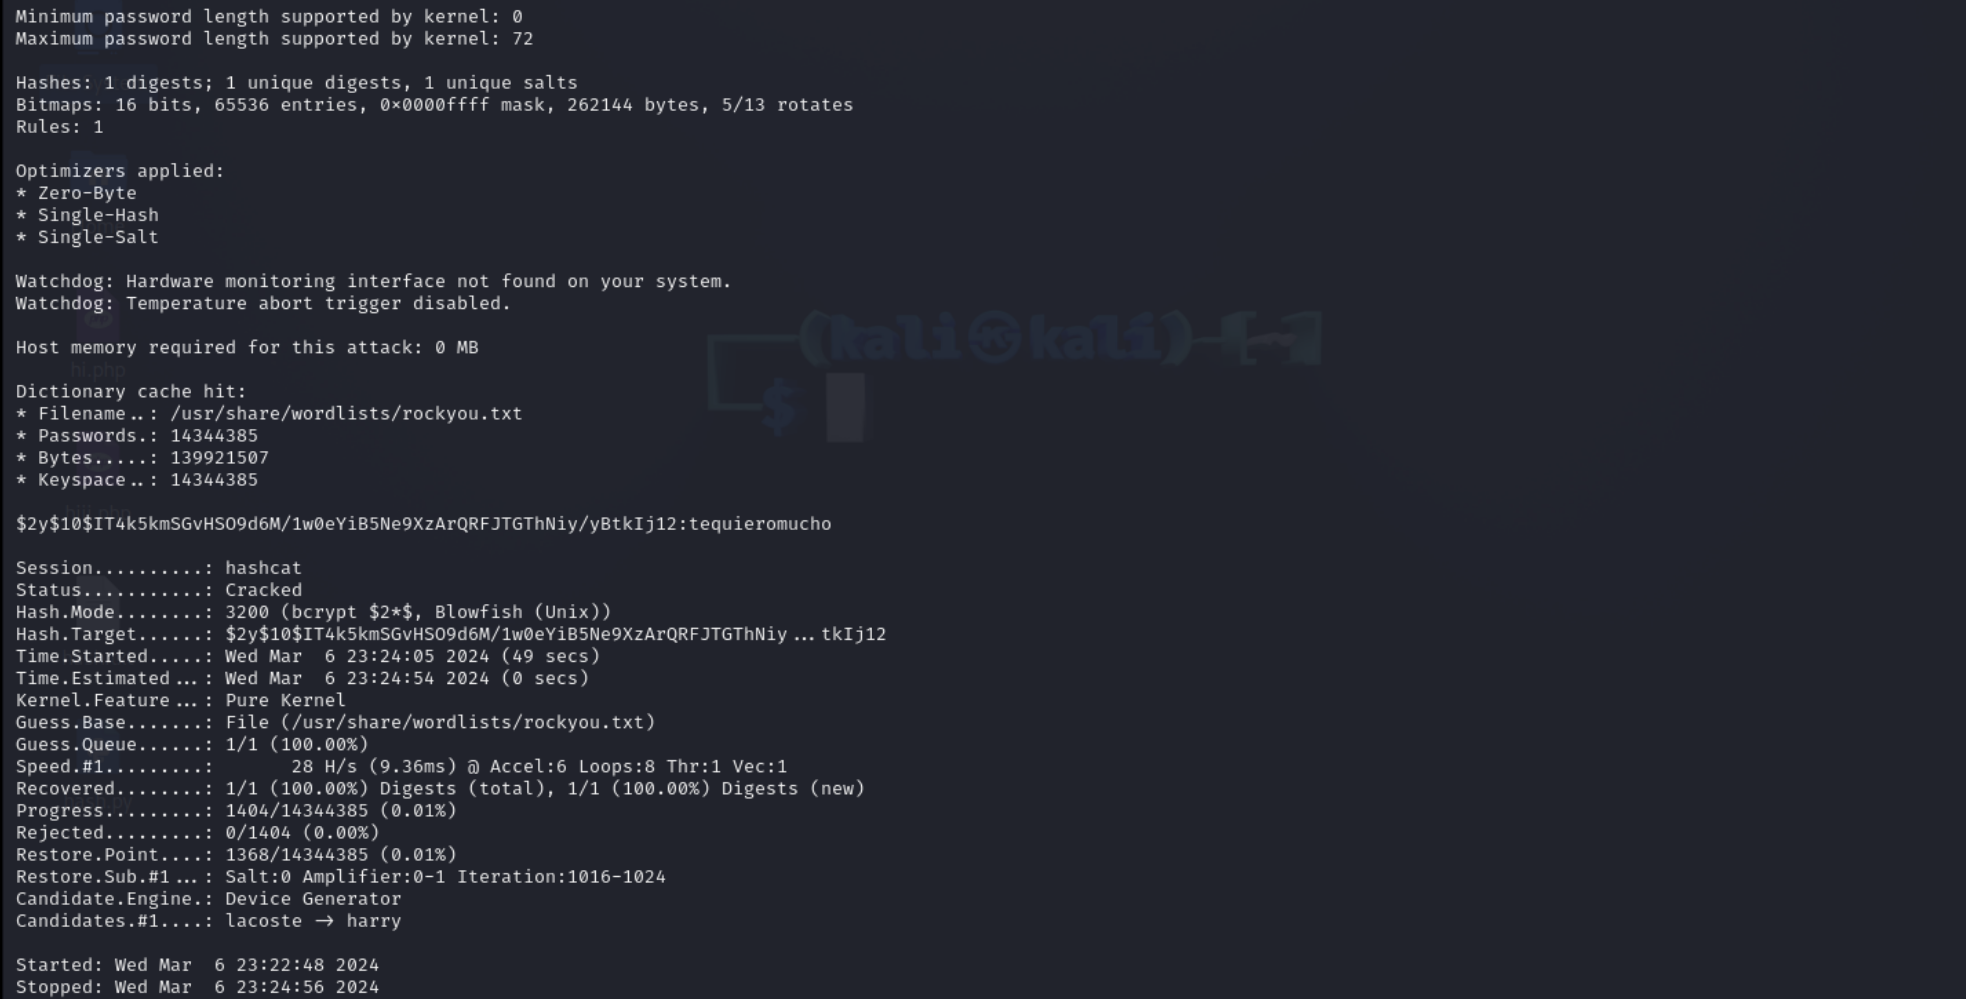 Minimum password length supported by kernel: 0
Maximum password length supported by kernel: 72
Hashes: 1 digests; 1 unique digests, 1 unique salts
Bitmaps: 16 bits, 65536 entries, 0×0000ffff mask, 262144 bytes, 5/13 rotates
Rules: 1
Optimizers applied:
* Zero-Byte
* Single-Hash
* Single-Salt
Watchdog: Hardware monitoring interface not found on your system.
Watchdog: Temperature abort trigger disabled.
(kali㉿kali)-[~]
Host memory required for this attack: 0 MB
hi.php
Dictionary cache hit:
$
* Filename..: /usr/share/wordlists/rockyou.txt
* Passwords.: 14344385
* Bytes.....: 139921507
* Keyspace..: 14344385
$2y$10$IT4k5kmSGvHSO9d6M/1w0eYiB5Ne9XzArQRFJTGThNiy/yBtkIj12:tequieromucho
Session..........: hashcat
Status...........: Cracked
Hash.Mode........: 3200 (bcrypt $2*$, Blowfish (Unix))
Hash.Target......: $2y$10$IT4k5kmSGvHSO9d6M/1w0eYiB5Ne9XzArQRFJTGThNiy...tkIj12
Time.Started.....: Wed Mar  6 23:24:05 2024 (49 secs)
Time.Estimated...: Wed Mar  6 23:24:54 2024 (0 secs)
Kernel.Feature...: Pure Kernel
Guess.Base.......: File (/usr/share/wordlists/rockyou.txt)
Guess.Queue......: 1/1 (100.00%)
Speed.#1.........:       28 H/s (9.36ms) @ Accel:6 Loops:8 Thr:1 Vec:1
Recovered........: 1/1 (100.00%) Digests (total), 1/1 (100.00%) Digests (new)
Progress.........: 1404/14344385 (0.01%)
Rejected.........: 0/1404 (0.00%)
Restore.Point....: 1368/14344385 (0.01%)
Restore.Sub.#1...: Salt:0 Amplifier:0-1 Iteration:1016-1024
Candidate.Engine.: Device Generator
Candidates.#1....: lacoste → harry
Started: Wed Mar  6 23:22:48 2024
Stopped: Wed Mar  6 23:24:56 2024